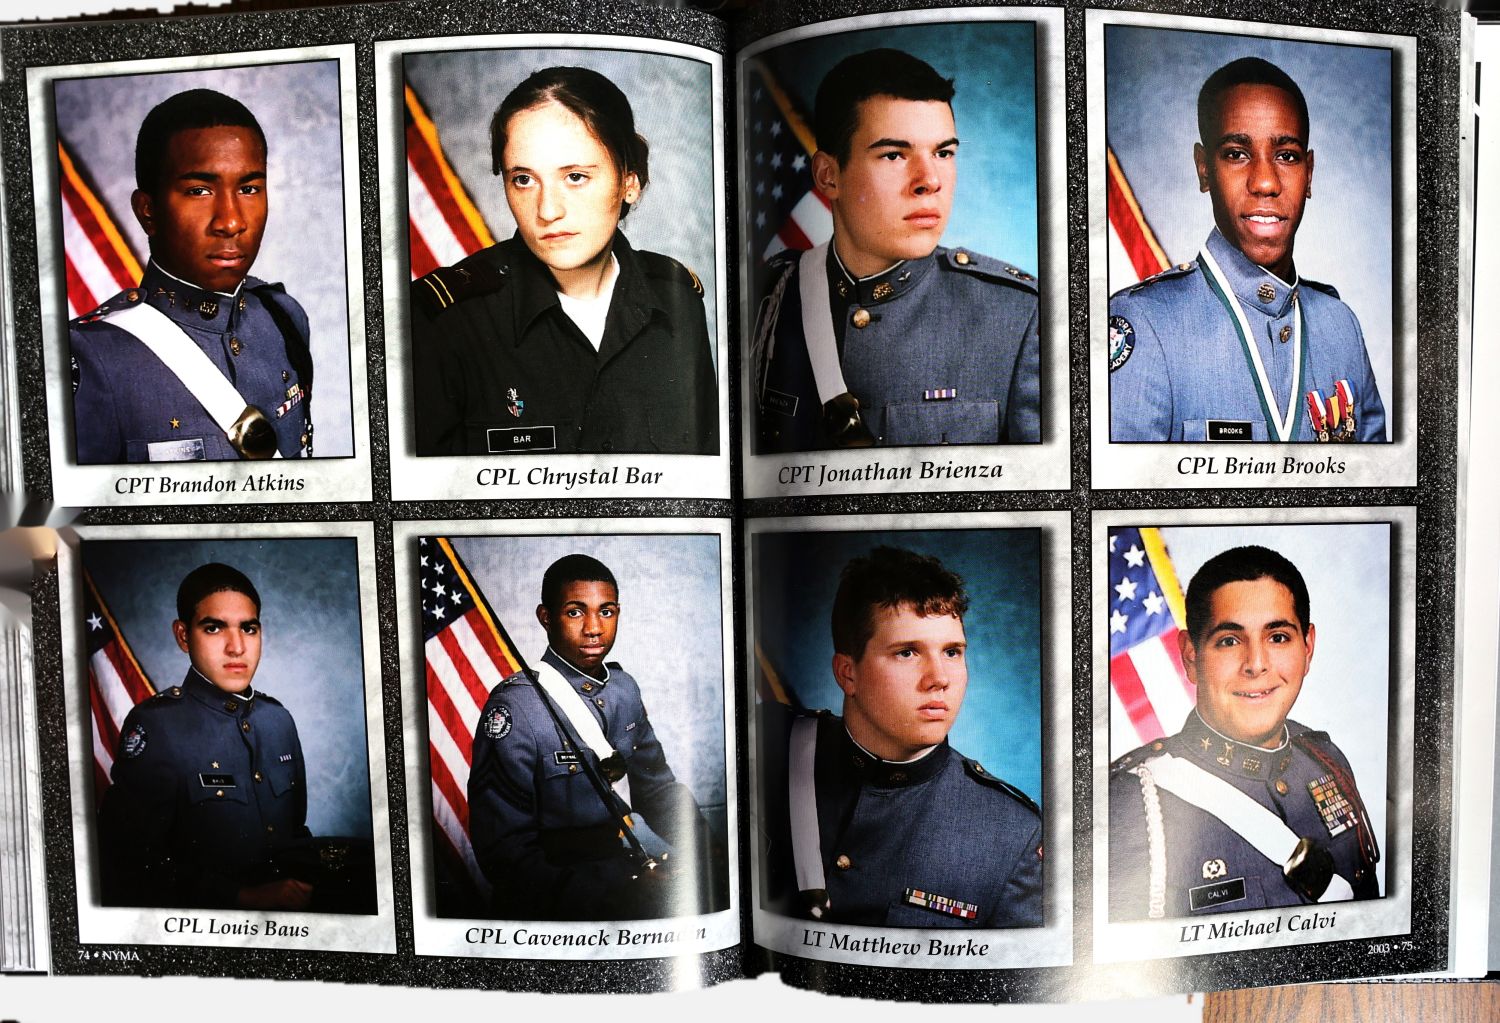 CPT Brandon Atkins
BAR
CPL Chrystal Bar
CPT Jonathan Brienza
BROOKS
CPL Brian Brooks
CPL Louis Baus
CPL Cavenack
LT Matthew Burke
CALVI
LT Michael Calvi
74 • NYMA
2003 • 75